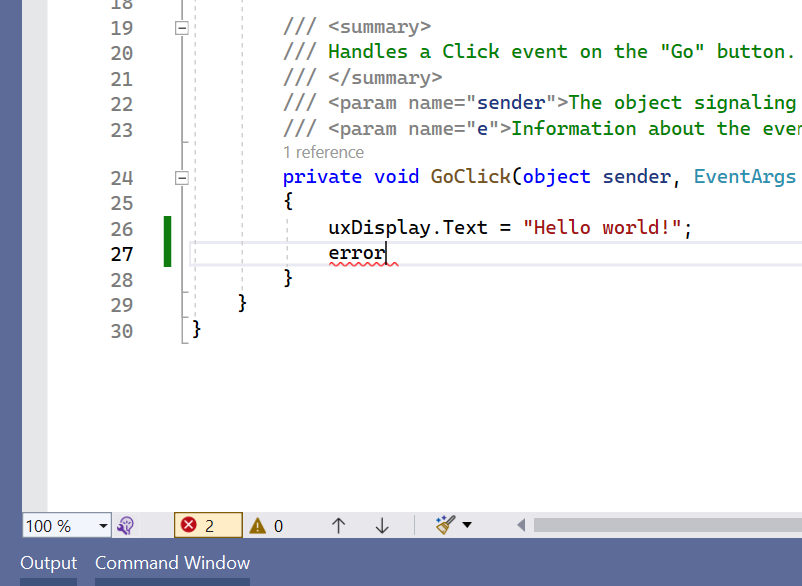 18
19 /// <summary>
20 /// Handles a Click event on the "Go" button.
21 /// </summary>
22 /// <param name="sender">The object signaling
23 /// <param name="e">Information about the
1 reference
24 private void GoClick(object sender, EventArgs
25 {
26 uxDisplay.Text = "Hello world!";
27 error
28 }
29 }
30 }
100 % 2 0
Output Command Window